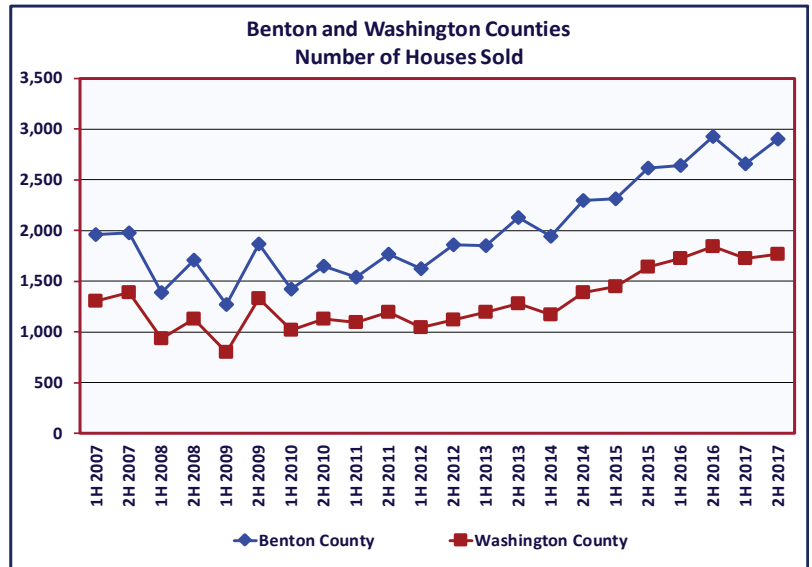 Benton and Washington Counties
Number of Houses Sold
3,500
3,000
2,500
2,000
1,500
1,000
500
0
1H 2007
2H 2007
1H 2008
2H 2008
1H 2009
2H 2009
1H 2010
2H 2010
1H 2011
2H 2011
1H 2012
2H 2012
1H 2013
2H 2013
1H 2014
2H 2014
1H 2015
2H 2015
1H 2016
2H 2016
1H 2017
2H 2017
Benton County
Washington County